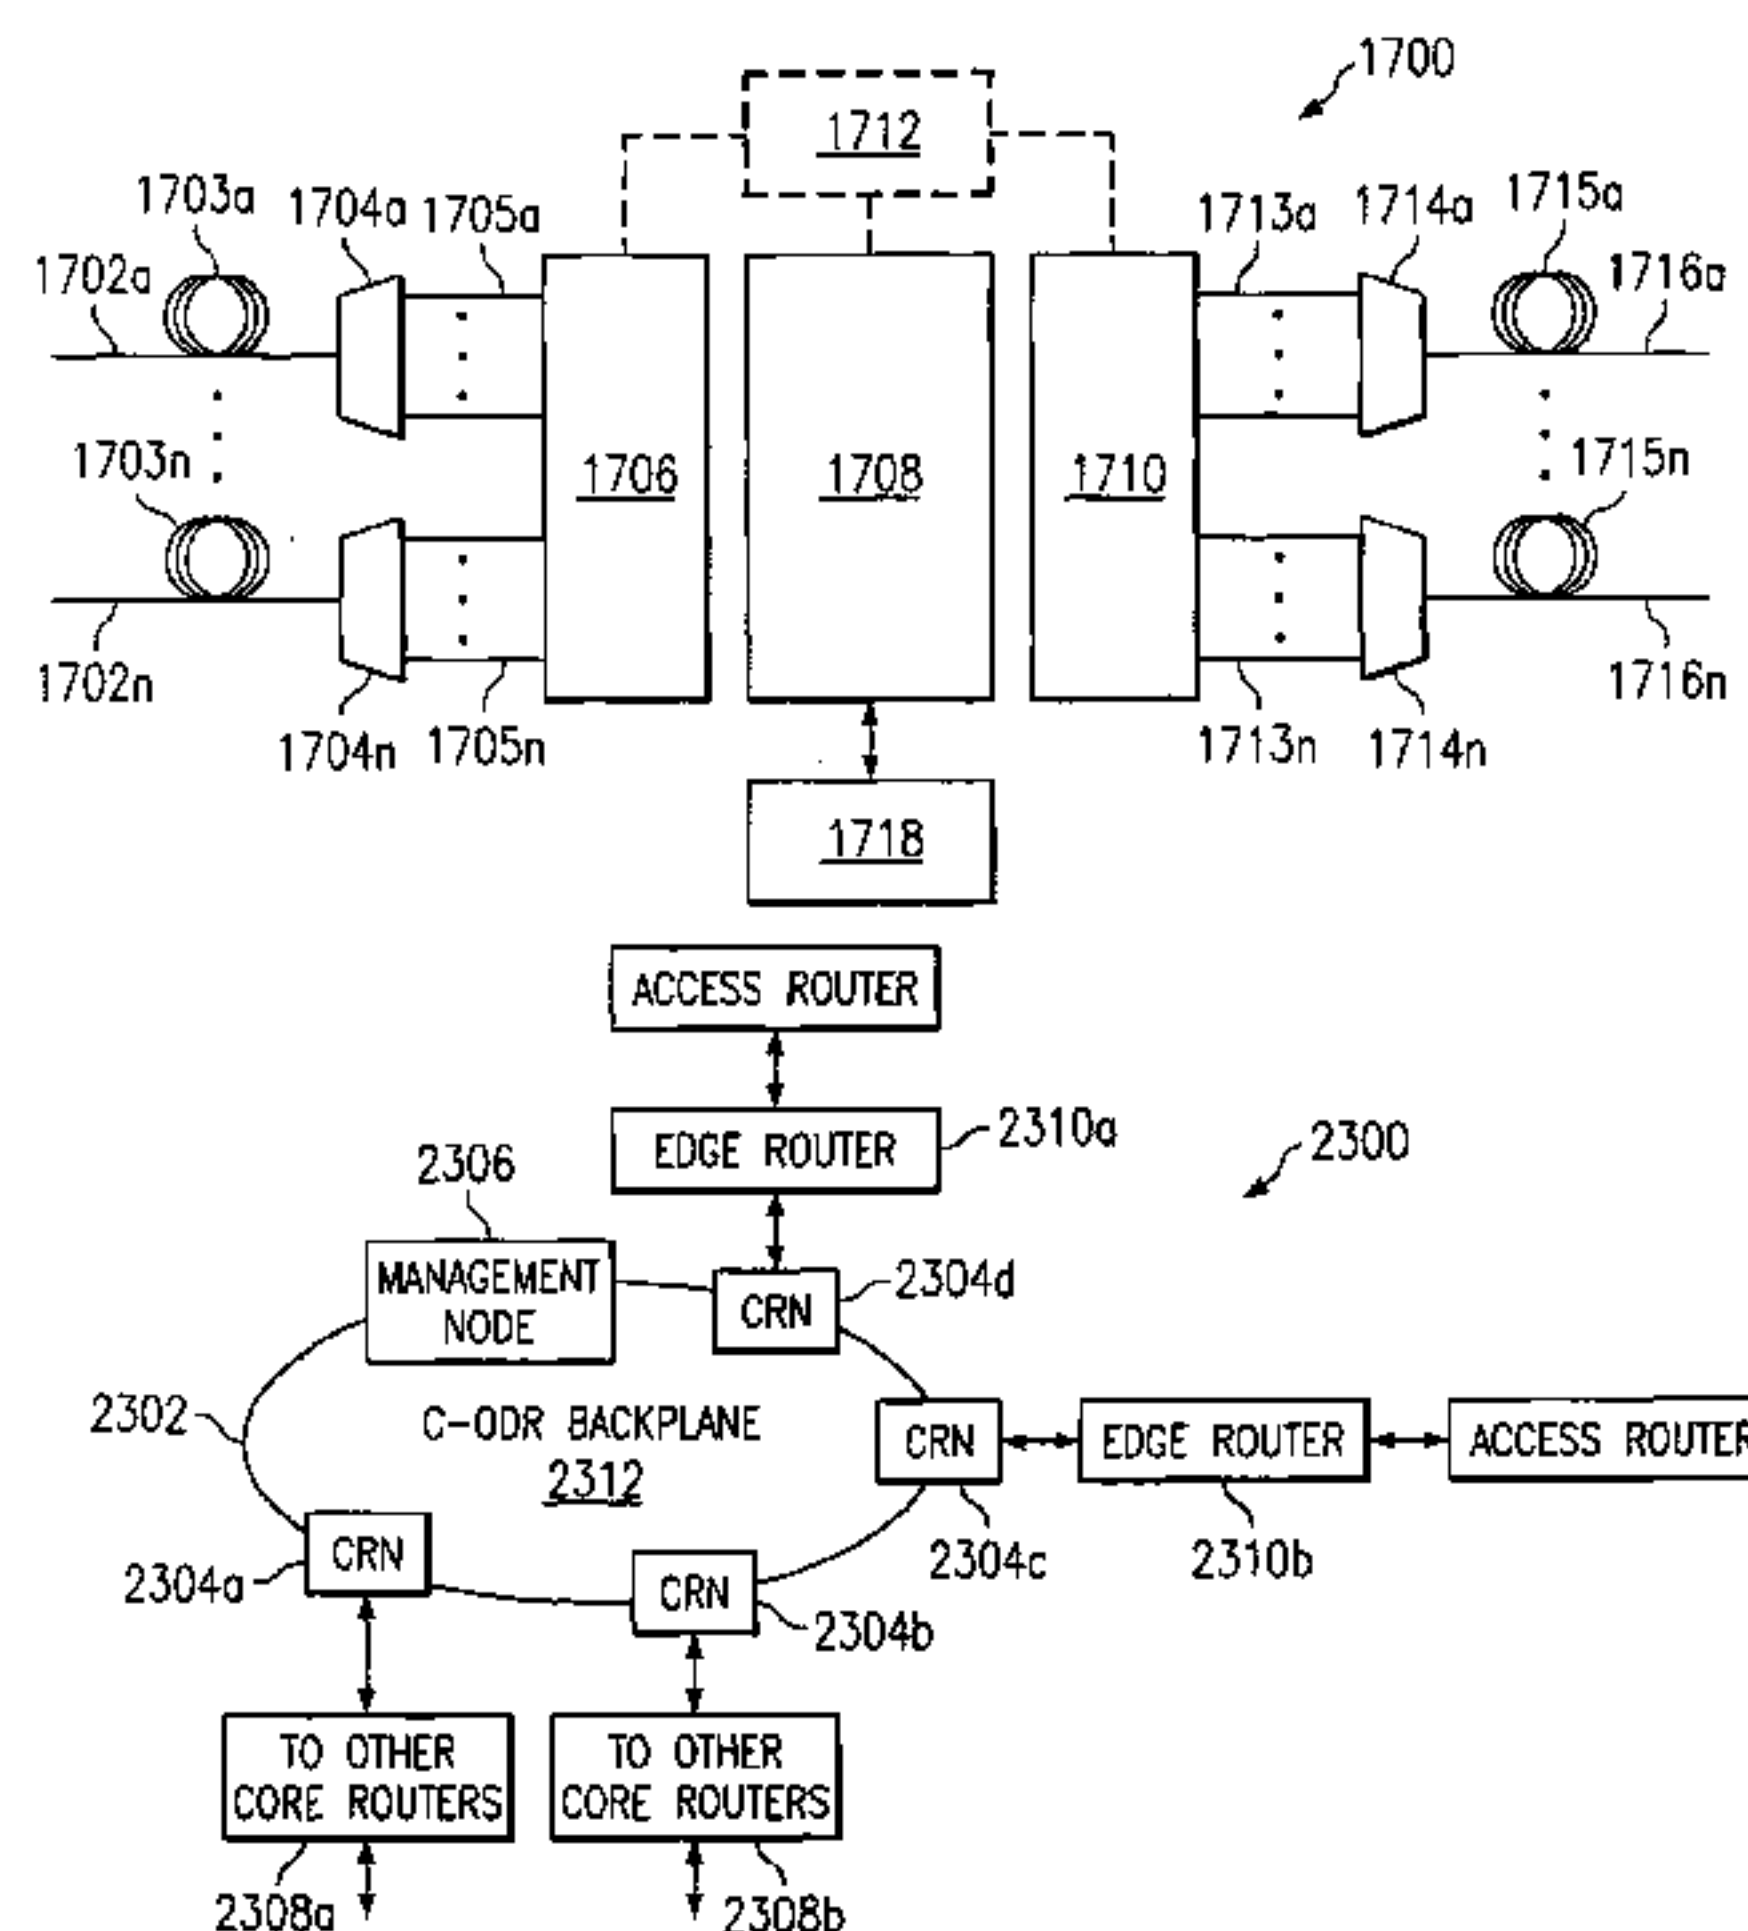 1700
1712
1703a 1704a 1705a 1713a 1714a 1715a
1702a 1716a
1703n 1706 1708 1710 1715n
1702n 1716n
1704n 1705n 1713n 1714n
1718
ACCESS ROUTER
EDGE ROUTER 2310a
2306 2300
MANAGEMENT
NODE
CRN 2304d
2302 C-ODR BACKPLANE
2312
CRN EDGE ROUTER ACCESS ROUTER
2304a CRN
CRN 2304b
2304c 2310b
TO OTHER
CORE ROUTERS
TO OTHER
CORE ROUTERS
2308a 2308b